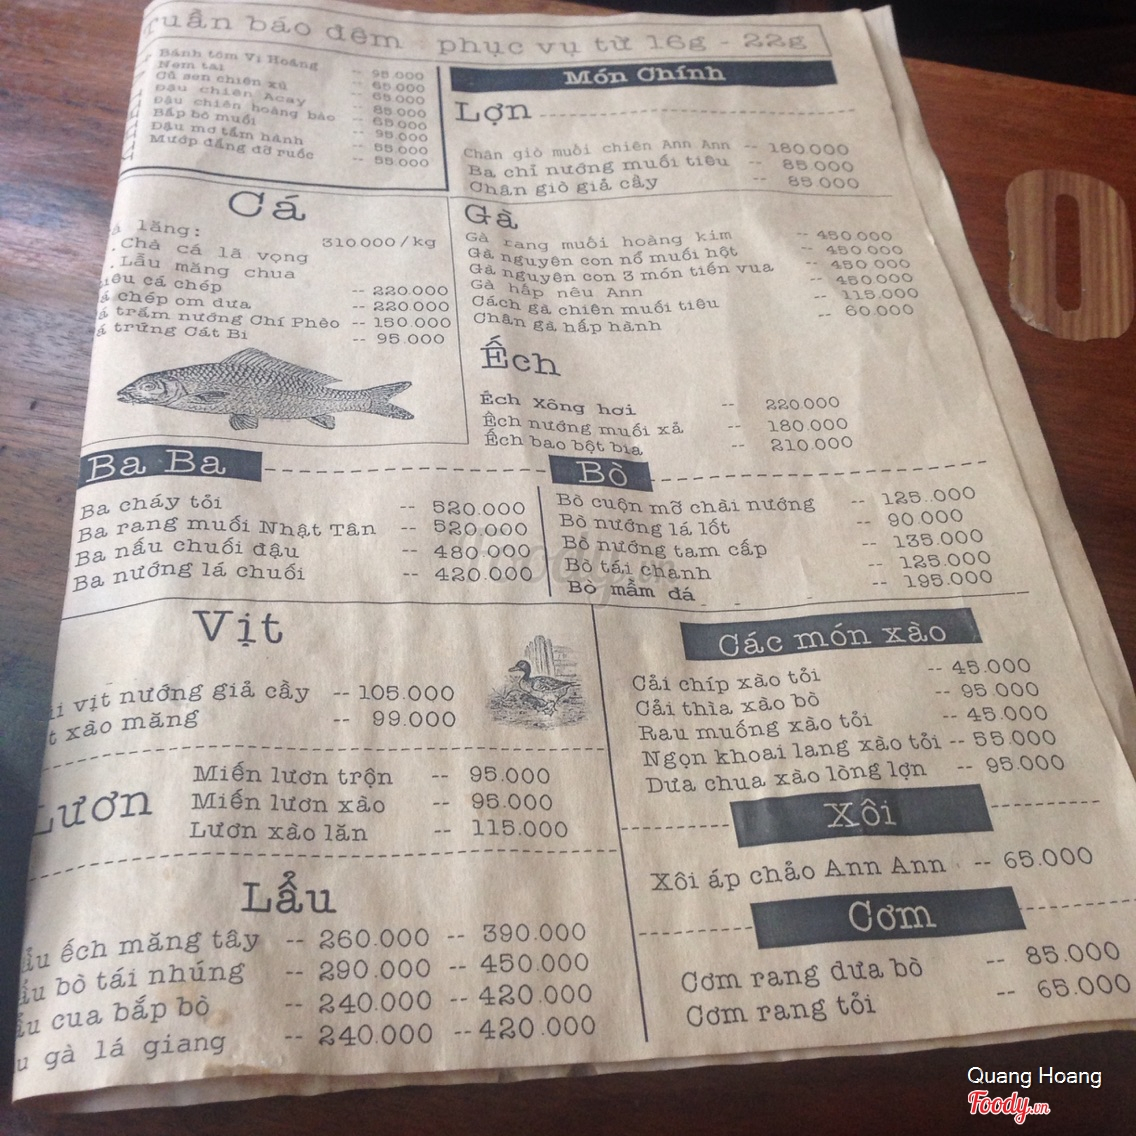 tuần báo đêm - phục vụ từ 16g - 22g
Bánh tôm Vị Hoàng -- 95.000
Nem tai -- 65.000
Củ sen chiên xù -- 65.000
Đậu chiên Acay -- 85.000
Đậu chiên hoàng bào -- 65.000
Bắp bò muối -- 95.000
Đậu mơ tẩm hành -- 55.000
Mướp đắng đỡ ruốc -- 55.000
Món Chính
Lợn
Chân giò muối chiên Ann Ann -- 180.000
Ba chỉ nướng muối tiêu -- 85.000
Chân giò giả cầy -- 85.000
Cá
lăng: 310000/kg
.Chả cá lã vọng
.Lẩu măng chua
cá chép -- 220.000
chép om dưa -- 220.000
trắm nướng Chí Phèo -- 150.000
trứng Cát Bi -- 95.000
Gà
Gà rang muối hoàng kim -- 450.000
Gà nguyên con nổ muối hột -- 450.000
Gà nguyên con 3 món tiến vua -- 450.000
Gà hấp nêu Ann -- 450.000
Cách gà chiên muối tiêu -- 115.000
Chân gà hấp hành -- 60.000
Ếch
Ếch xông hơi -- 220.000
Ếch nướng muối xả -- 180.000
Ếch bao bột bia -- 210.000
Ba Ba
Ba cháy tỏi -- 520.000
Ba rang muối Nhật Tân -- 520.000
Ba nấu chuối đậu -- 480.000
Ba nướng lá chuối -- 420.000
Bò
Bò cuộn mỡ chài nướng -- 125..000
Bò nướng lá lốt -- 90.000
Bò nướng tam cấp -- 135.000
Bò tái chanh -- 125.000
Bò mầm đá -- 195.000
Vịt
vịt nướng giả cầy -- 105.000
xào măng -- 99.000
Lươn
Miến lươn trộn -- 95.000
Miến lươn xào -- 95.000
Lươn xào lăn -- 115.000
Lẩu
ếch măng tây -- 260.000 -- 390.000
bò tái nhúng -- 290.000 -- 450.000
cua bắp bò -- 240.000 -- 420.000
gà lá giang -- 240.000 -- 420.000
Các món xào
Cải chíp xào tỏi -- 45.000
Cải thìa xào bò -- 95.000
Rau muống xào tỏi -- 45.000
Ngọn khoai lang xào tỏi -- 55.000
Dưa chua xào lòng lợn -- 95.000
Xôi
Xôi áp chảo Ann Ann -- 65.000
Cơm
Cơm rang dưa bò -- 85.000
Cơm rang tỏi -- 65.000
Foody.vn
Quang Hoang
Foody.vn